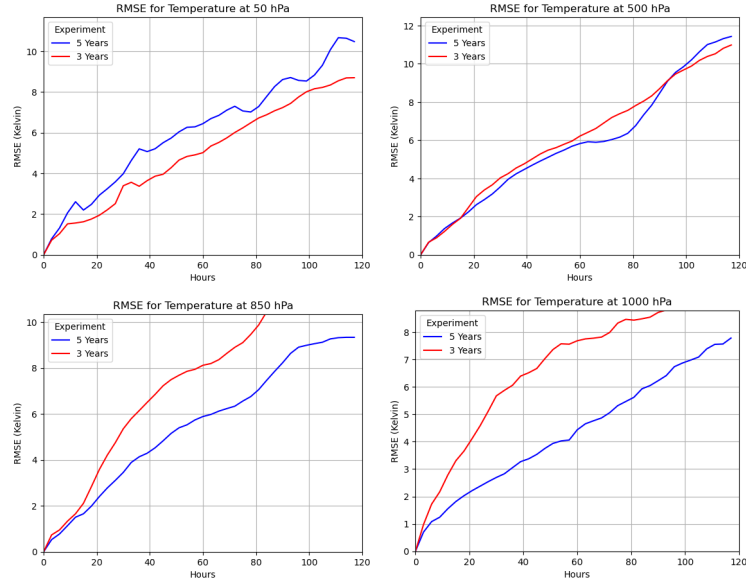 RMSE for Temperature at 50 hPa
Experiment
5 Years
3 Years
RMSE (Kelvin)
10
8
6
4
2
0
0 20 40 60 80 100 120
Hours
RMSE for Temperature at 500 hPa
Experiment
5 Years
3 Years
RMSE (Kelvin)
12
10
8
6
4
2
0
0 20 40 60 80 100 120
Hours
RMSE for Temperature at 850 hPa
Experiment
5 Years
3 Years
RMSE (Kelvin)
10
8
6
4
2
0
0 20 40 60 80 100 120
Hours
RMSE for Temperature at 1000 hPa
Experiment
5 Years
3 Years
RMSE (Kelvin)
8
7
6
5
4
3
2
1
0
0 20 40 60 80 100 120
Hours